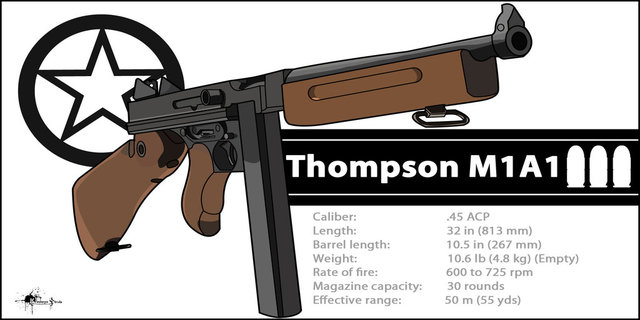 Thompson M1A1
Caliber: .45 ACP
Length: 32 in (813 mm)
Barrel length: 10.5 in (267 mm)
Weight: 10.6 lb (4.8 kg) (Empty)
Rate of fire: 600 to 725 rpm
Magazine capacity: 30 rounds
Effective range: 50 m (55 yds)